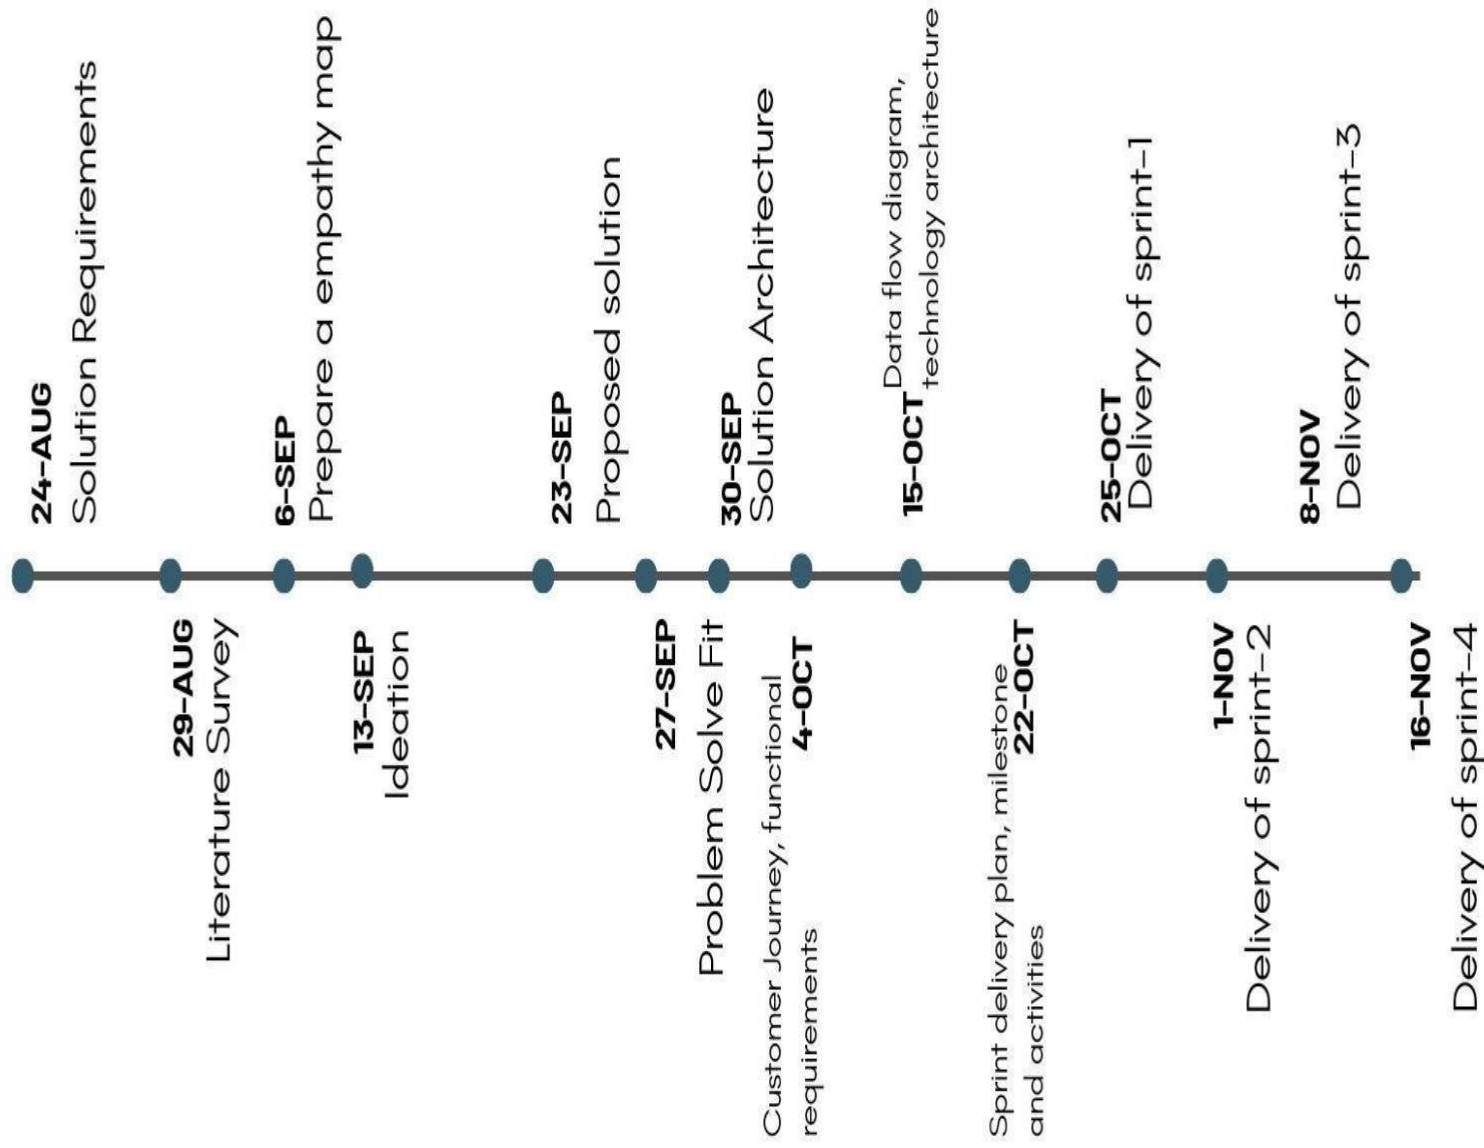 24-AUG
Solution Requirements
29-AUG
Literature Survey
6-SEP
Prepare a empathy map
13-SEP
Ideation
23-SEP
Proposed solution
27-SEP
Problem Solve Fit
30-SEP
Solution Architecture
4-OCT
Customer Journey, functional
requirements
15-OCT
Data flow diagram,
technology architecture
22-OCT
Sprint delivery plan, milestone
and activities
25-OCT
Delivery of sprint-1
1-NOV
Delivery of sprint-2
8-NOV
Delivery of sprint-3
16-NOV
Delivery of sprint-4